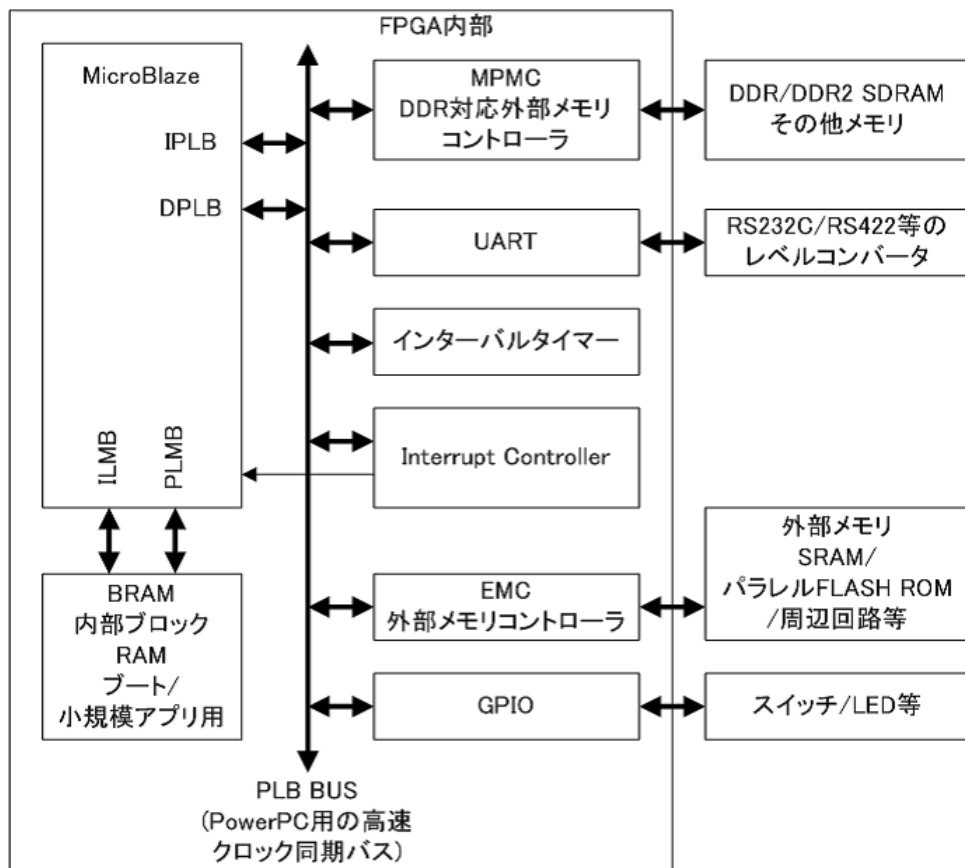 FPGA内部
MicroBlaze
IPLB
DPLB
ILMB
PLMB
BRAM
内部ブロック
RAM
ブート/
小規模アプリ用
MPMC
DDR対応外部メモリ
コントローラ
DDR/DDR2 SDRAM
その他メモリ
UART
RS232C/RS422等の
レベルコンバータ
インターバルタイマー
Interrupt Controller
EMC
外部メモリコントローラ
外部メモリ
SRAM/
パラレルFLASH ROM
/周辺回路等
GPIO
スイッチ/LED等
PLB BUS
(PowerPC用の高速
クロック同期バス)